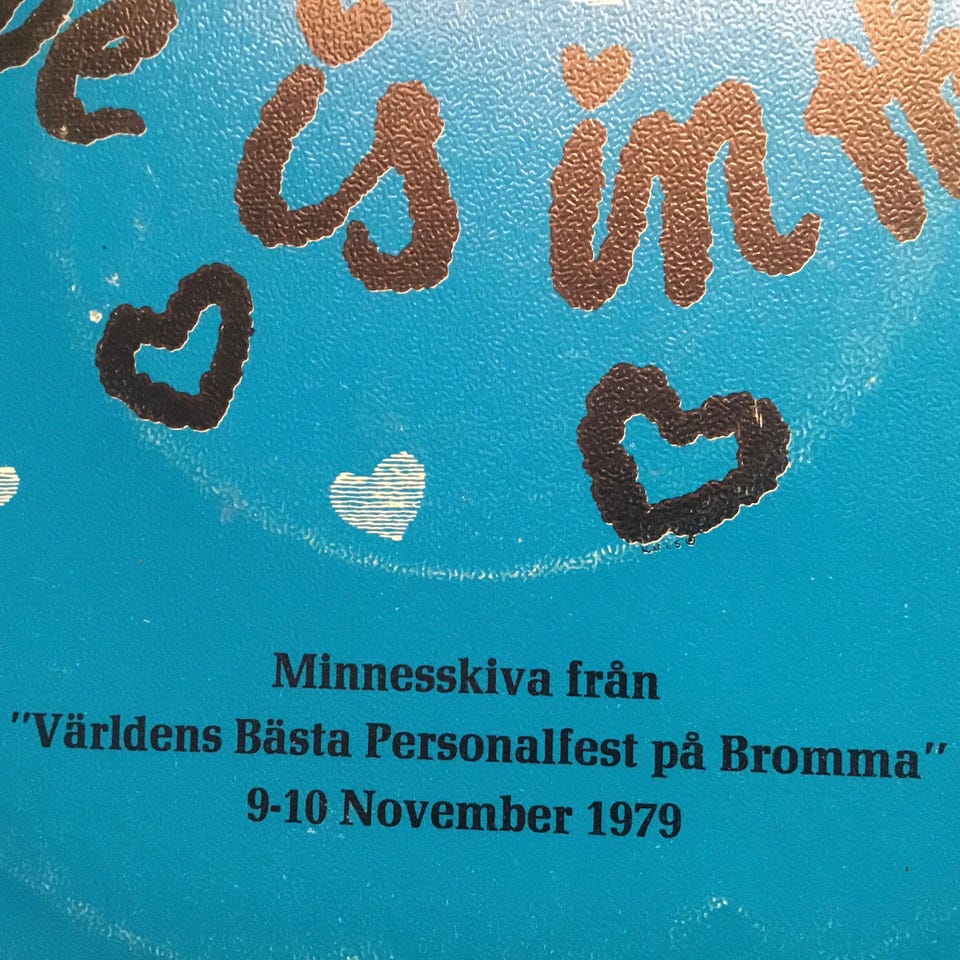 is in
Minnesskiva från
"Världens Bästa Personalfest på Bromma"
9-10 November 1979